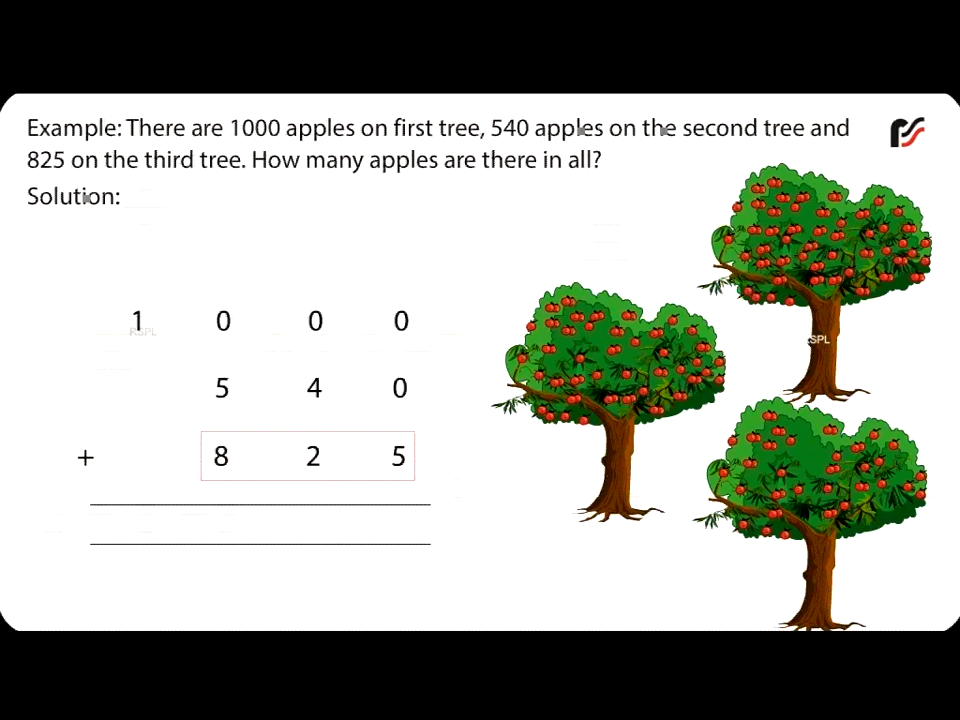 Example: There are 1000 apples on first tree, 540 apples on the second tree and
825 on the third tree. How many apples are there in all?
Solution:
1 0 0 0
RSPL
5 4 0
+ 8 2 5
RSPL